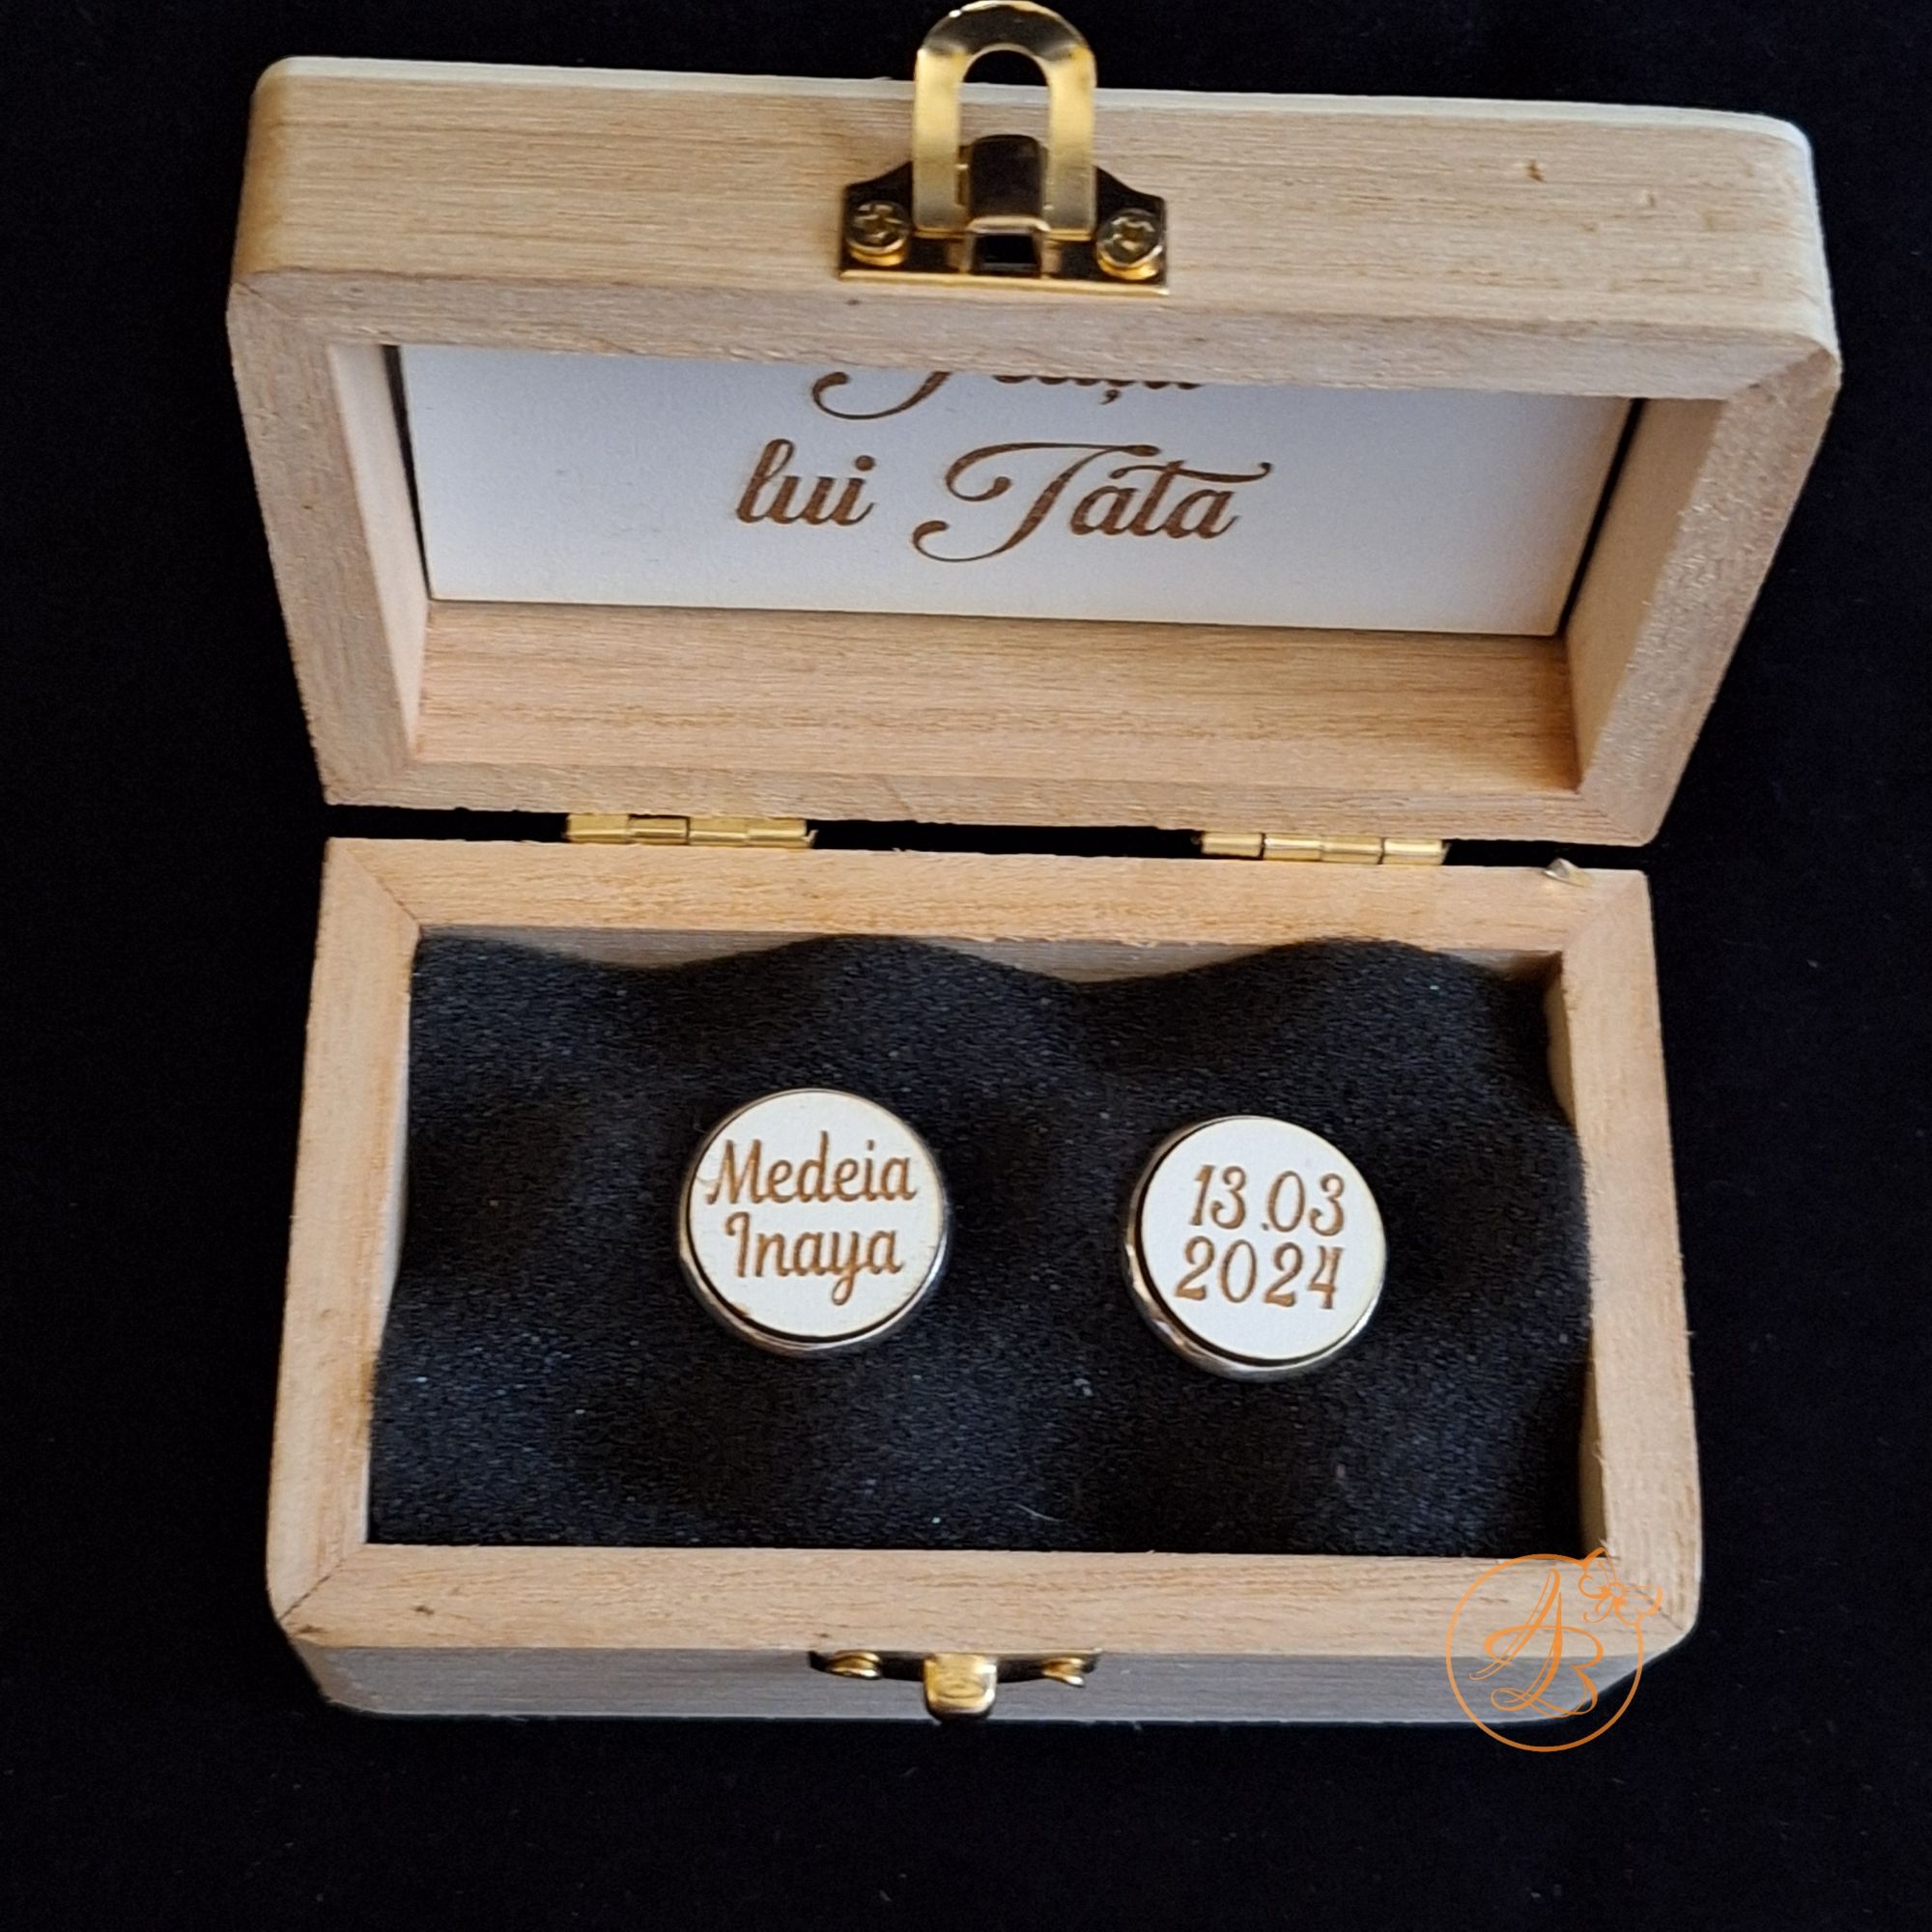 lui Tata
Medeia
Inaya
13.03
2024